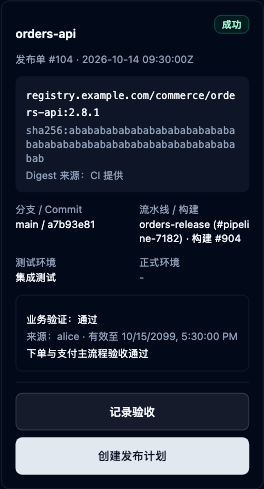 成功
orders-api
发布单 #104 · 2026-10-14 09:30:00Z
registry.example.com/commerce/orde
rs-api:2.8.1
sha256:abababababababababababababa
babababababababababababababababab
bab
Digest 来源：CI 提供
分支 / Commit
main / a7b93e81
流水线 / 构建
orders-release (#pipeli
ne-7182) · 构建 #904
测试环境
集成测试
正式环境
-
业务验证：通过
来源：alice · 有效至 10/15/2099, 5:30:00 PM
下单与支付主流程验收通过
记录验收
创建发布计划